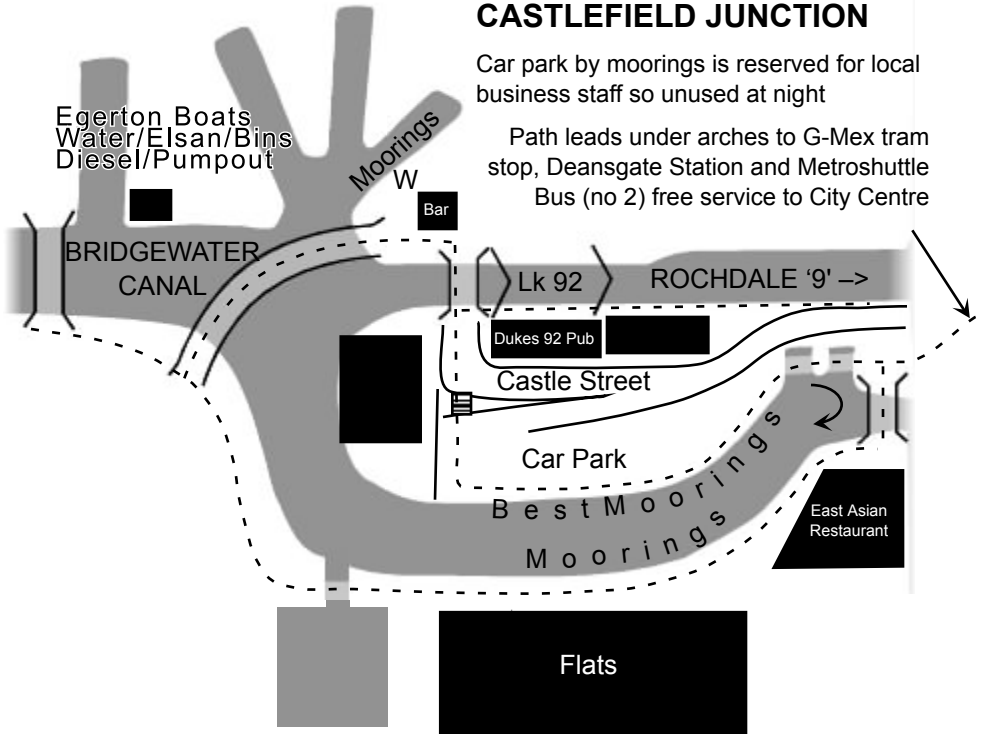 CASTLEFIELD JUNCTION
Car park by moorings is reserved for local
business staff so unused at night
Path leads under arches to G-Mex tram
stop, Deansgate Station and Metroshuttle
Bus (no 2) free service to City Centre
Egerton Boats
Water/Elsan/Bins
Diesel/Pumpout
Moorings
W
Bar
BRIDGEWATER
CANAL
Lk 92
ROCHDALE ‘9' –>
Dukes 92 Pub
Castle Street
Car Park
Best Moorings
Moorings
East Asian
Restaurant
Flats